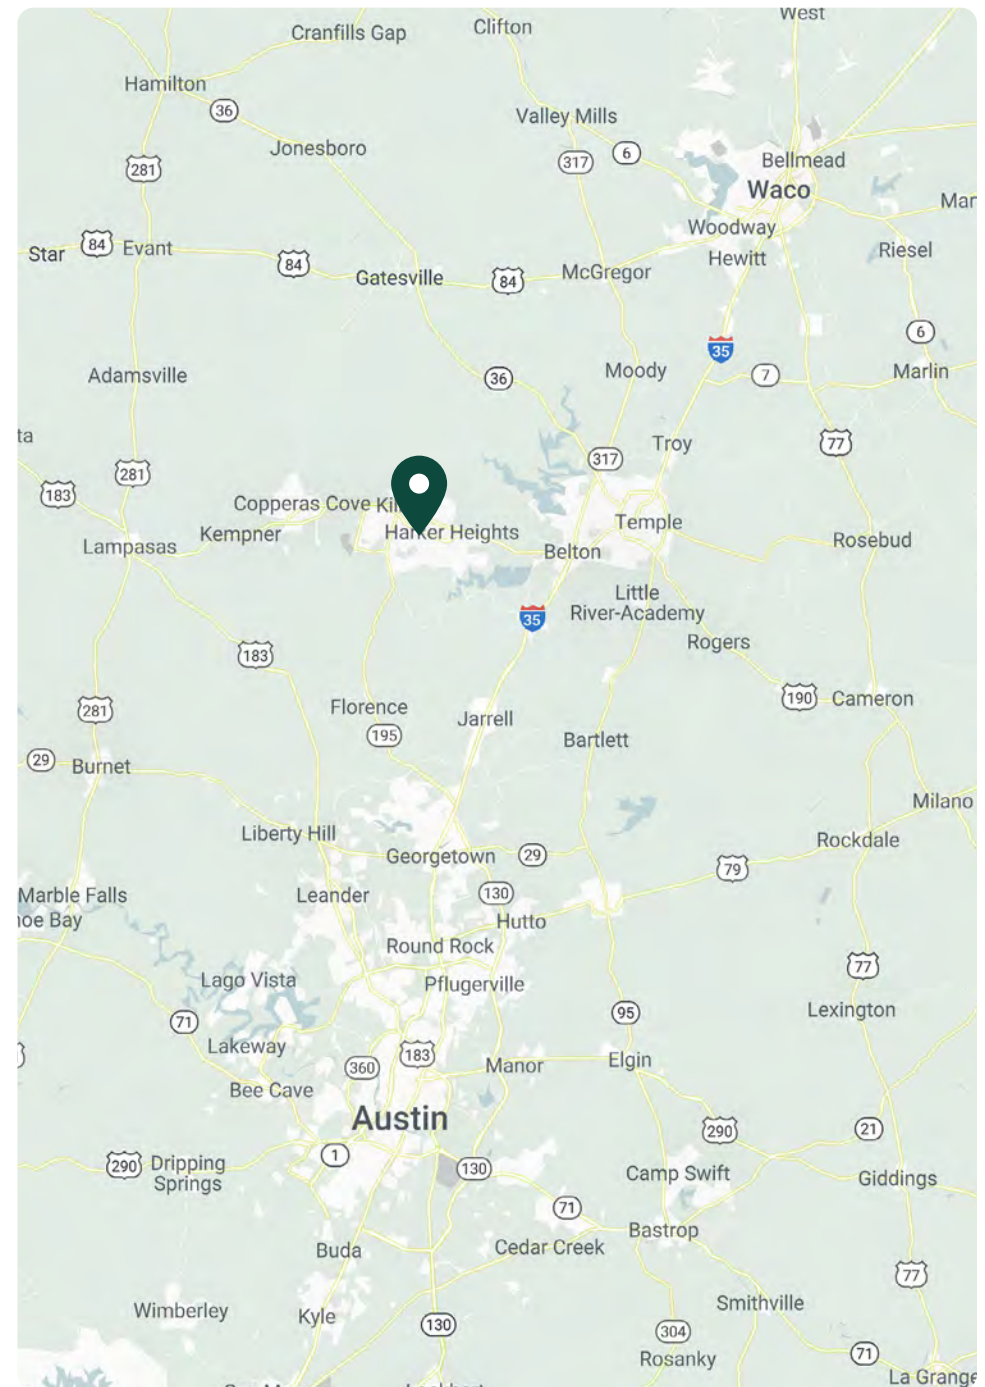 West
Clifton
Cranfills Gap
Hamilton
36
Valley Mills
Jonesboro
317
6
Bellmead
281
Waco
Woodway
Star
84
Evant
84
Gatesville
84
McGregor
Hewitt
Riesel
6
35
Adamsville
36
Moody
7
Marlin
77
Troy
281
317
183
Copperas Cove
Kempner
Harker Heights
Temple
Lampasas
Belton
Rosebud
Little
River-Academy
35
Rogers
183
190
Cameron
281
Florence
195
Jarrell
Bartlett
29
Burnet
Milano
Liberty Hill
Rockdale
Georgetown
29
79
Marble Falls
Leander
130
Hutto
Round Rock
77
Lago Vista
Pflugerville
Lexington
71
95
Lakeway
360
183
Manor
Elgin
Bee Cave
Austin
290
21
1
290
Dripping
Springs
130
Camp Swift
Giddings
71
Bastrop
Buda
Cedar Creek
77
Wimberley
Kyle
130
Smithville
304
Rosanky
71
La Grange